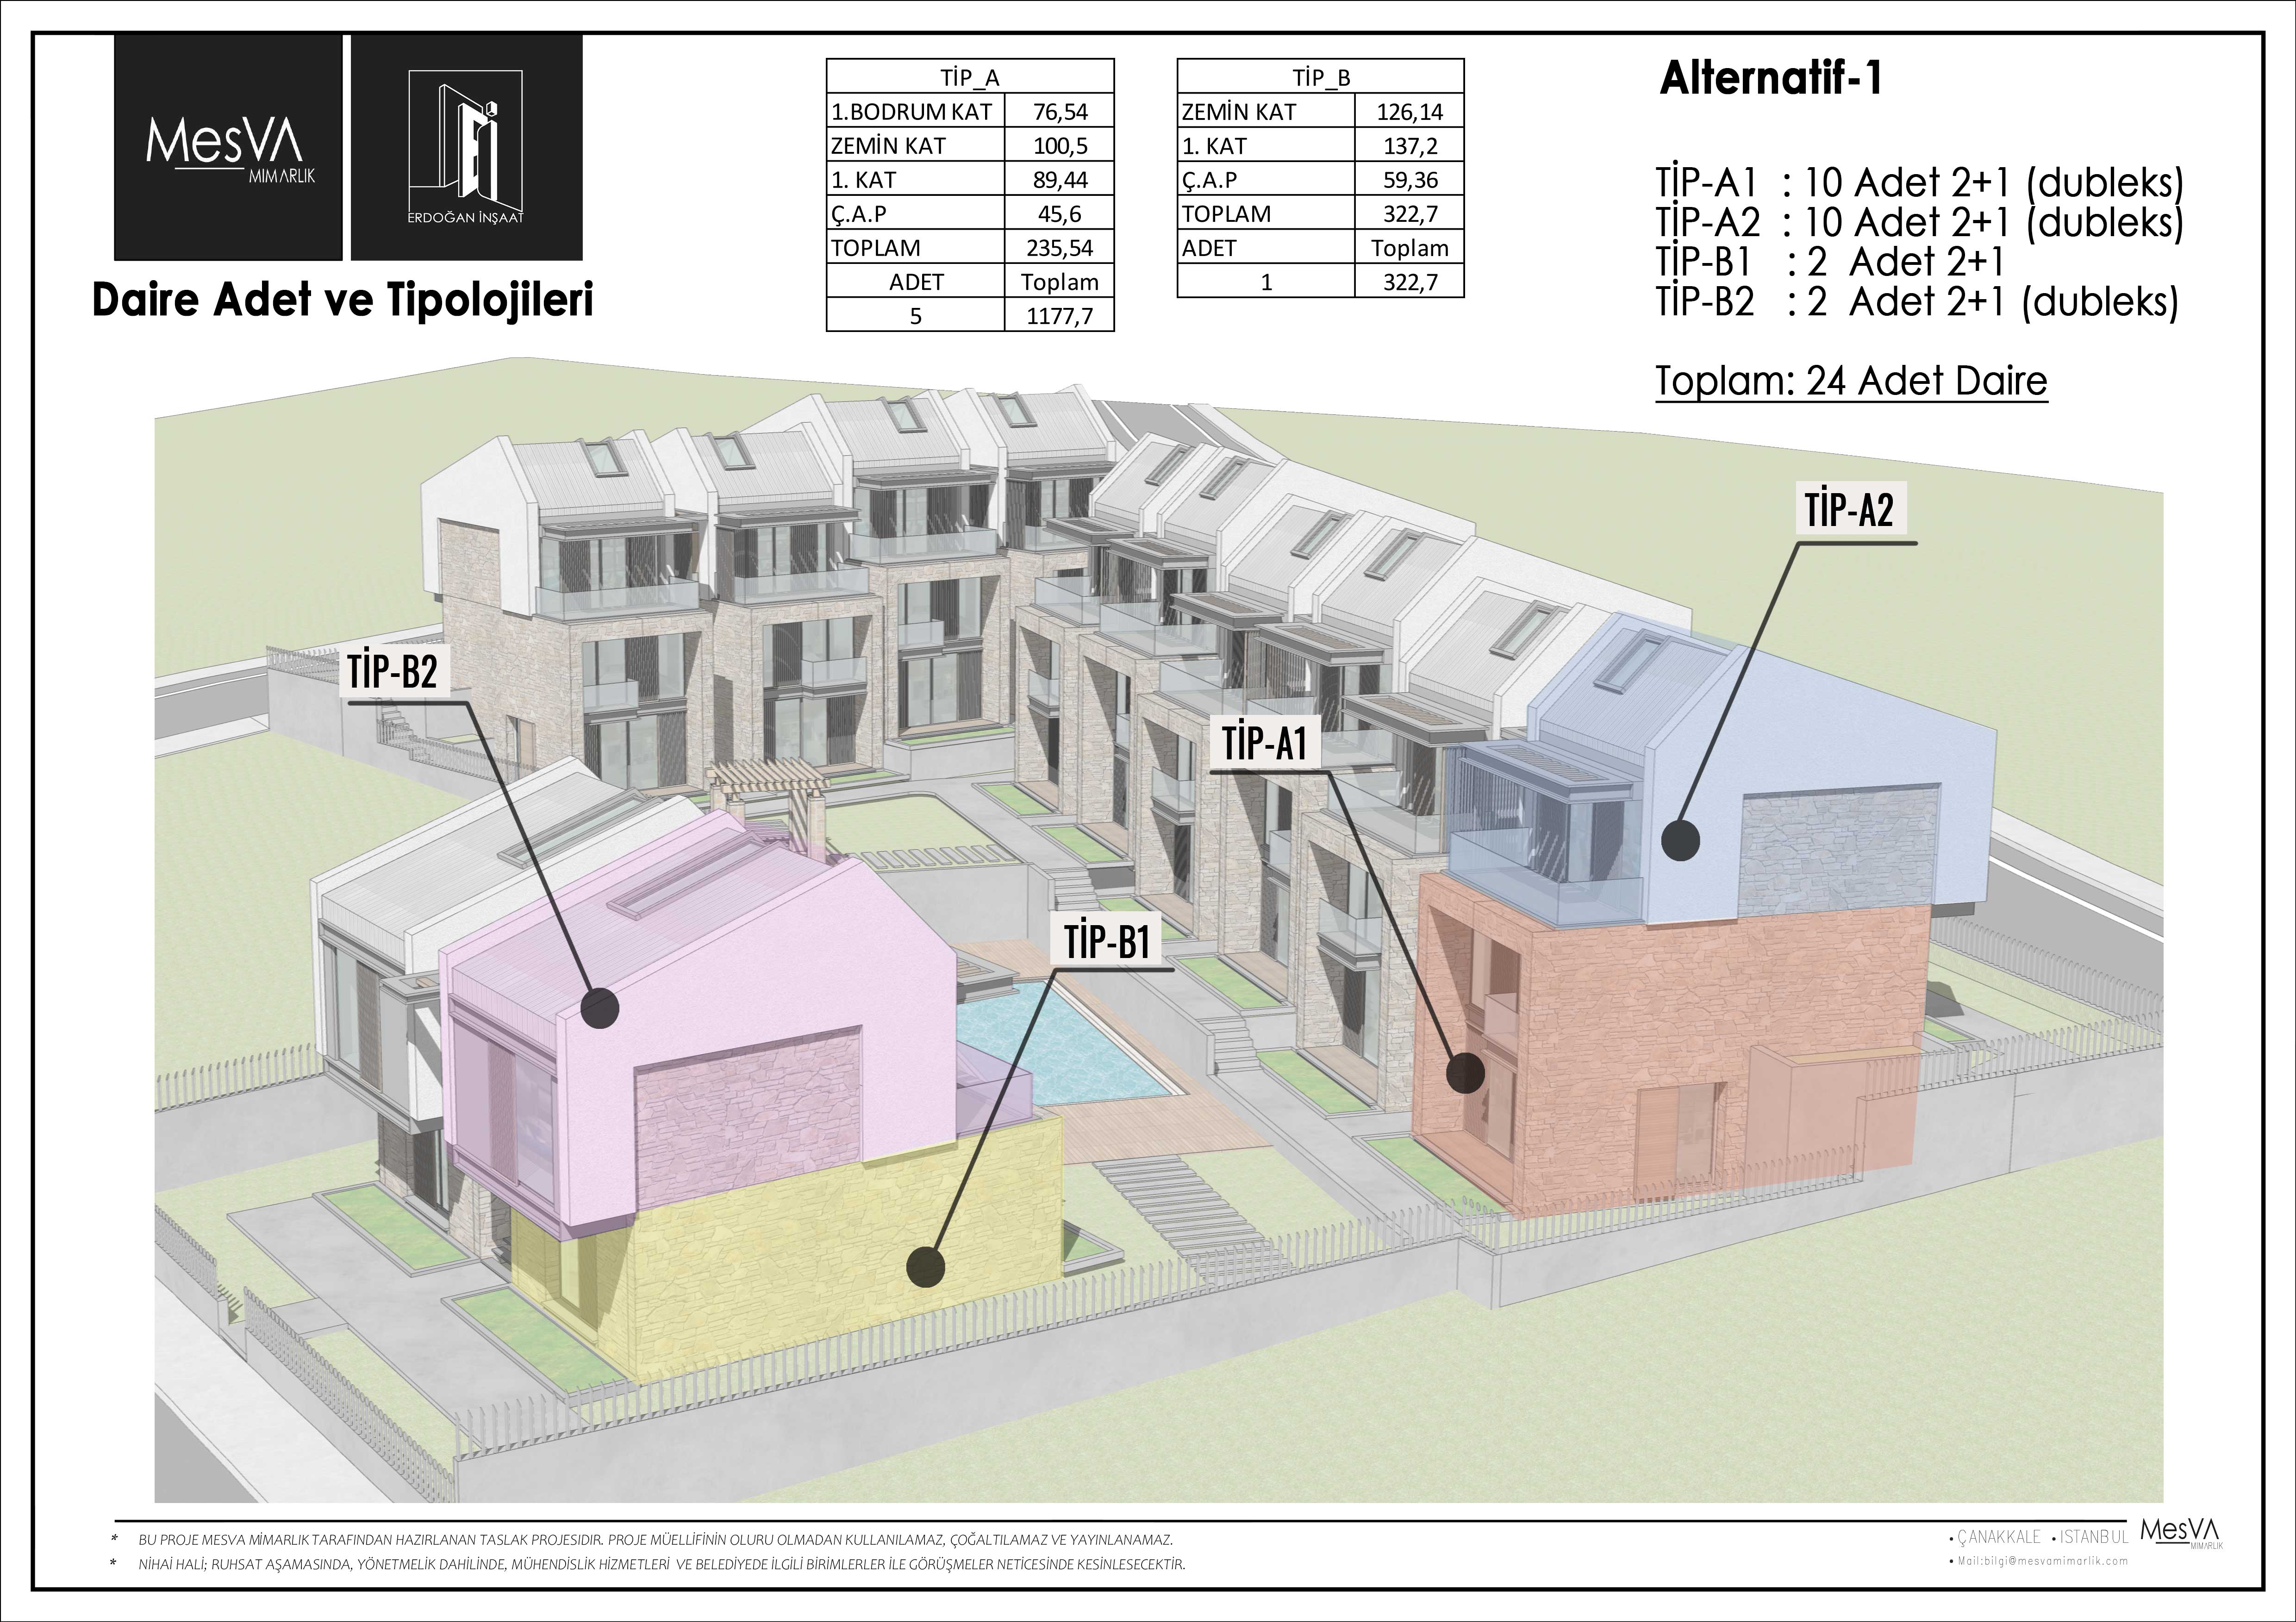 MesVA
MIMARLIK
ERDOĞAN İNŞAAT
Daire Adet ve Tipolojileri
TİP_A
1.BODRUM KAT 76,54
ZEMİN KAT 100,5
1. KAT 89,44
Ç.A.P 45,6
TOPLAM 235,54
ADET Toplam
5 1177,7
TİP_B
ZEMİN KAT 126,14
1. KAT 137,2
Ç.A.P 59,36
TOPLAM 322,7
ADET Toplam
1 322,7
Alternatif-1
TİP-A1 : 10 Adet 2+1 (dubleks)
TİP-A2 : 10 Adet 2+1 (dubleks)
TİP-B1 : 2 Adet 2+1
TİP-B2 : 2 Adet 2+1 (dubleks)
Toplam: 24 Adet Daire
TİP-A2
TİP-B2
TİP-A1
TİP-B1
* BU PROJE MESVA MİMARLIK TARAFINDAN HAZIRLANAN TASLAK PROJESIDIR. PROJE MÜELLİFİNİN OLURU OLMADAN KULLANILAMAZ, ÇOĞALTILAMAZ VE YAYINLANAMAZ.
* NİHAİ HALİ; RUHSAT AŞAMASINDA, YÖNETMELİK DAHİLİNDE, MÜHENDİSLİK HİZMETLERİ VE BELEDİYEDE İLGİLİ BİRİMLERLER İLE GÖRÜŞMELER NETİCESİNDE KESİNLESECEKTİR.
• ÇANAKKALE • ISTANBUL
• Mail:bilgi@mesvamimarlik.com
MesVA
MIMARLIK